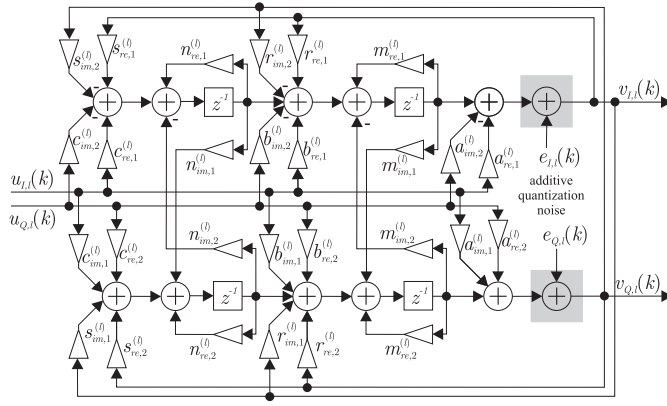 s_{im,2}^{(l)} s_{re,1}^{(l)} n_{re,1}^{(l)} r_{im,2}^{(l)} r_{re,1}^{(l)} m_{re,1}^{(l)}
- - - -
+ + z^{-1} + + z^{-1} + + v_{I,l}(k)
- - - -
c_{im,2}^{(l)} c_{re,1}^{(l)} n_{im,1}^{(l)} b_{im,2}^{(l)} b_{re,1}^{(l)} m_{im,1}^{(l)} a_{im,2}^{(l)} a_{re,1}^{(l)} e_{I,l}(k)
u_{I,l}(k)
u_{Q,l}(k)
additive
quantization
noise
c_{im,1}^{(l)} c_{re,2}^{(l)} n_{im,2}^{(l)} b_{im,1}^{(l)} b_{re,2}^{(l)} m_{im,2}^{(l)} a_{im,1}^{(l)} a_{re,2}^{(l)} e_{Q,l}(k)
+ + z^{-1} + + z^{-1} + + v_{Q,l}(k)
s_{im,1}^{(l)} s_{re,2}^{(l)} n_{re,2}^{(l)} r_{im,1}^{(l)} r_{re,2}^{(l)} m_{re,2}^{(l)}